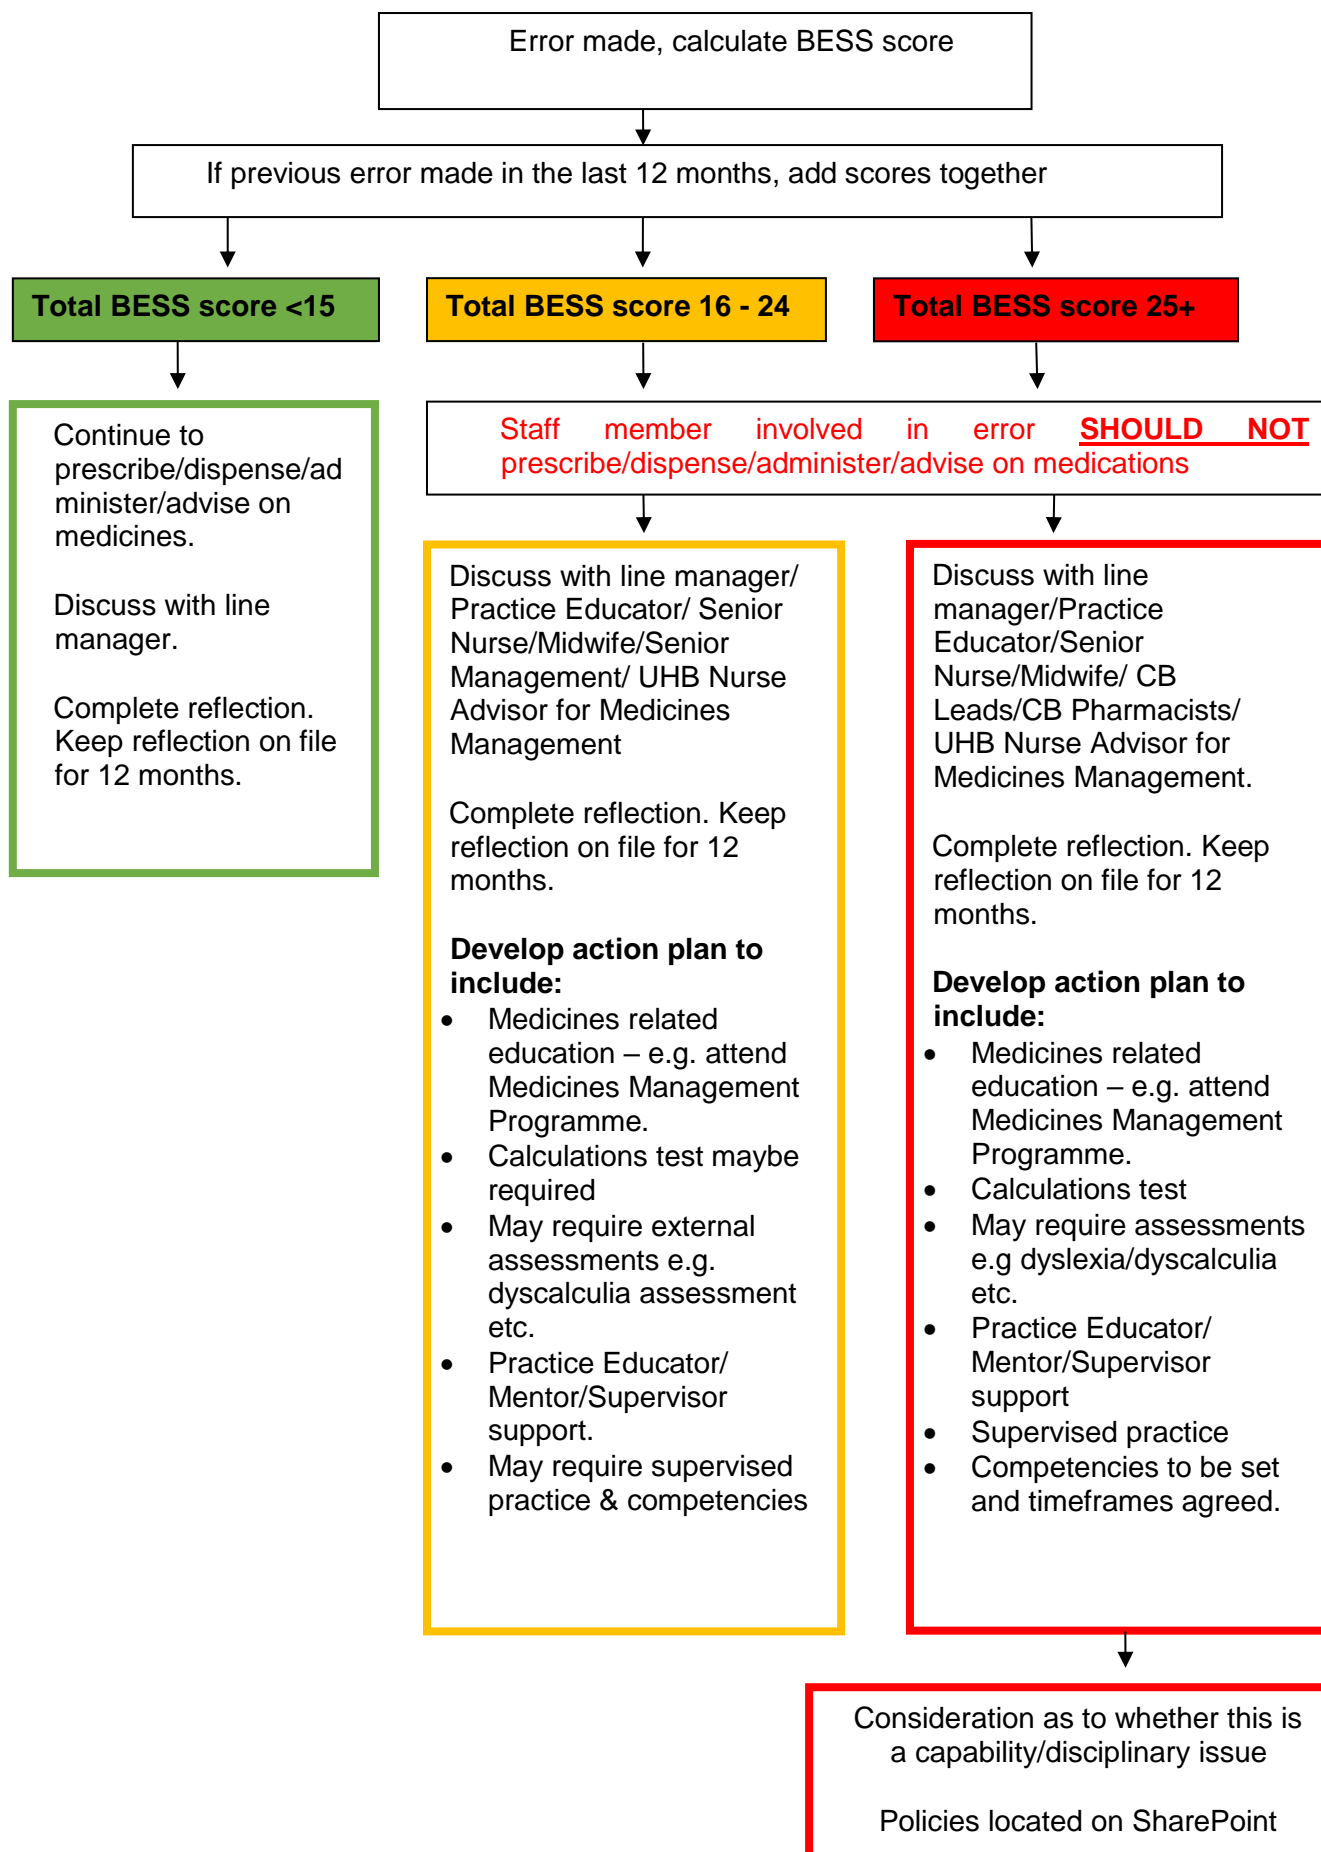 Error made, calculate BESS score
If previous error made in the last 12 months, add scores together
Total BESS score <15
Total BESS score 16 - 24
Total BESS score 25+
Continue to
prescribe/dispense/ad
minister/advise on
medicines.
Discuss with line
manager.
Complete reflection.
Keep reflection on file
for 12 months.
Staff member involved in error SHOULD NOT
prescribe/dispense/administer/advise on medications
Discuss with line manager/
Practice Educator/ Senior
Nurse/Midwife/Senior
Management/ UHB Nurse
Advisor for Medicines
Management
Complete reflection. Keep
reflection on file for 12
months.
Develop action plan to
include:
• Medicines related
education – e.g. attend
Medicines Management
Programme.
• Calculations test maybe
required
• May require external
assessments e.g.
dyscalculia assessment
etc.
• Practice Educator/
Mentor/Supervisor
support.
• May require supervised
practice & competencies
Discuss with line
manager/Practice
Educator/Senior
Nurse/Midwife/ CB
Leads/CB Pharmacists/
UHB Nurse Advisor for
Medicines Management.
Complete reflection. Keep
reflection on file for 12
months.
Develop action plan to
include:
• Medicines related
education – e.g. attend
Medicines Management
Programme.
• Calculations test
• May require assessments
e.g dyslexia/dyscalculia
etc.
• Practice Educator/
Mentor/Supervisor
support
• Supervised practice
• Competencies to be set
and timeframes agreed.
Consideration as to whether this is
a capability/disciplinary issue
Policies located on SharePoint